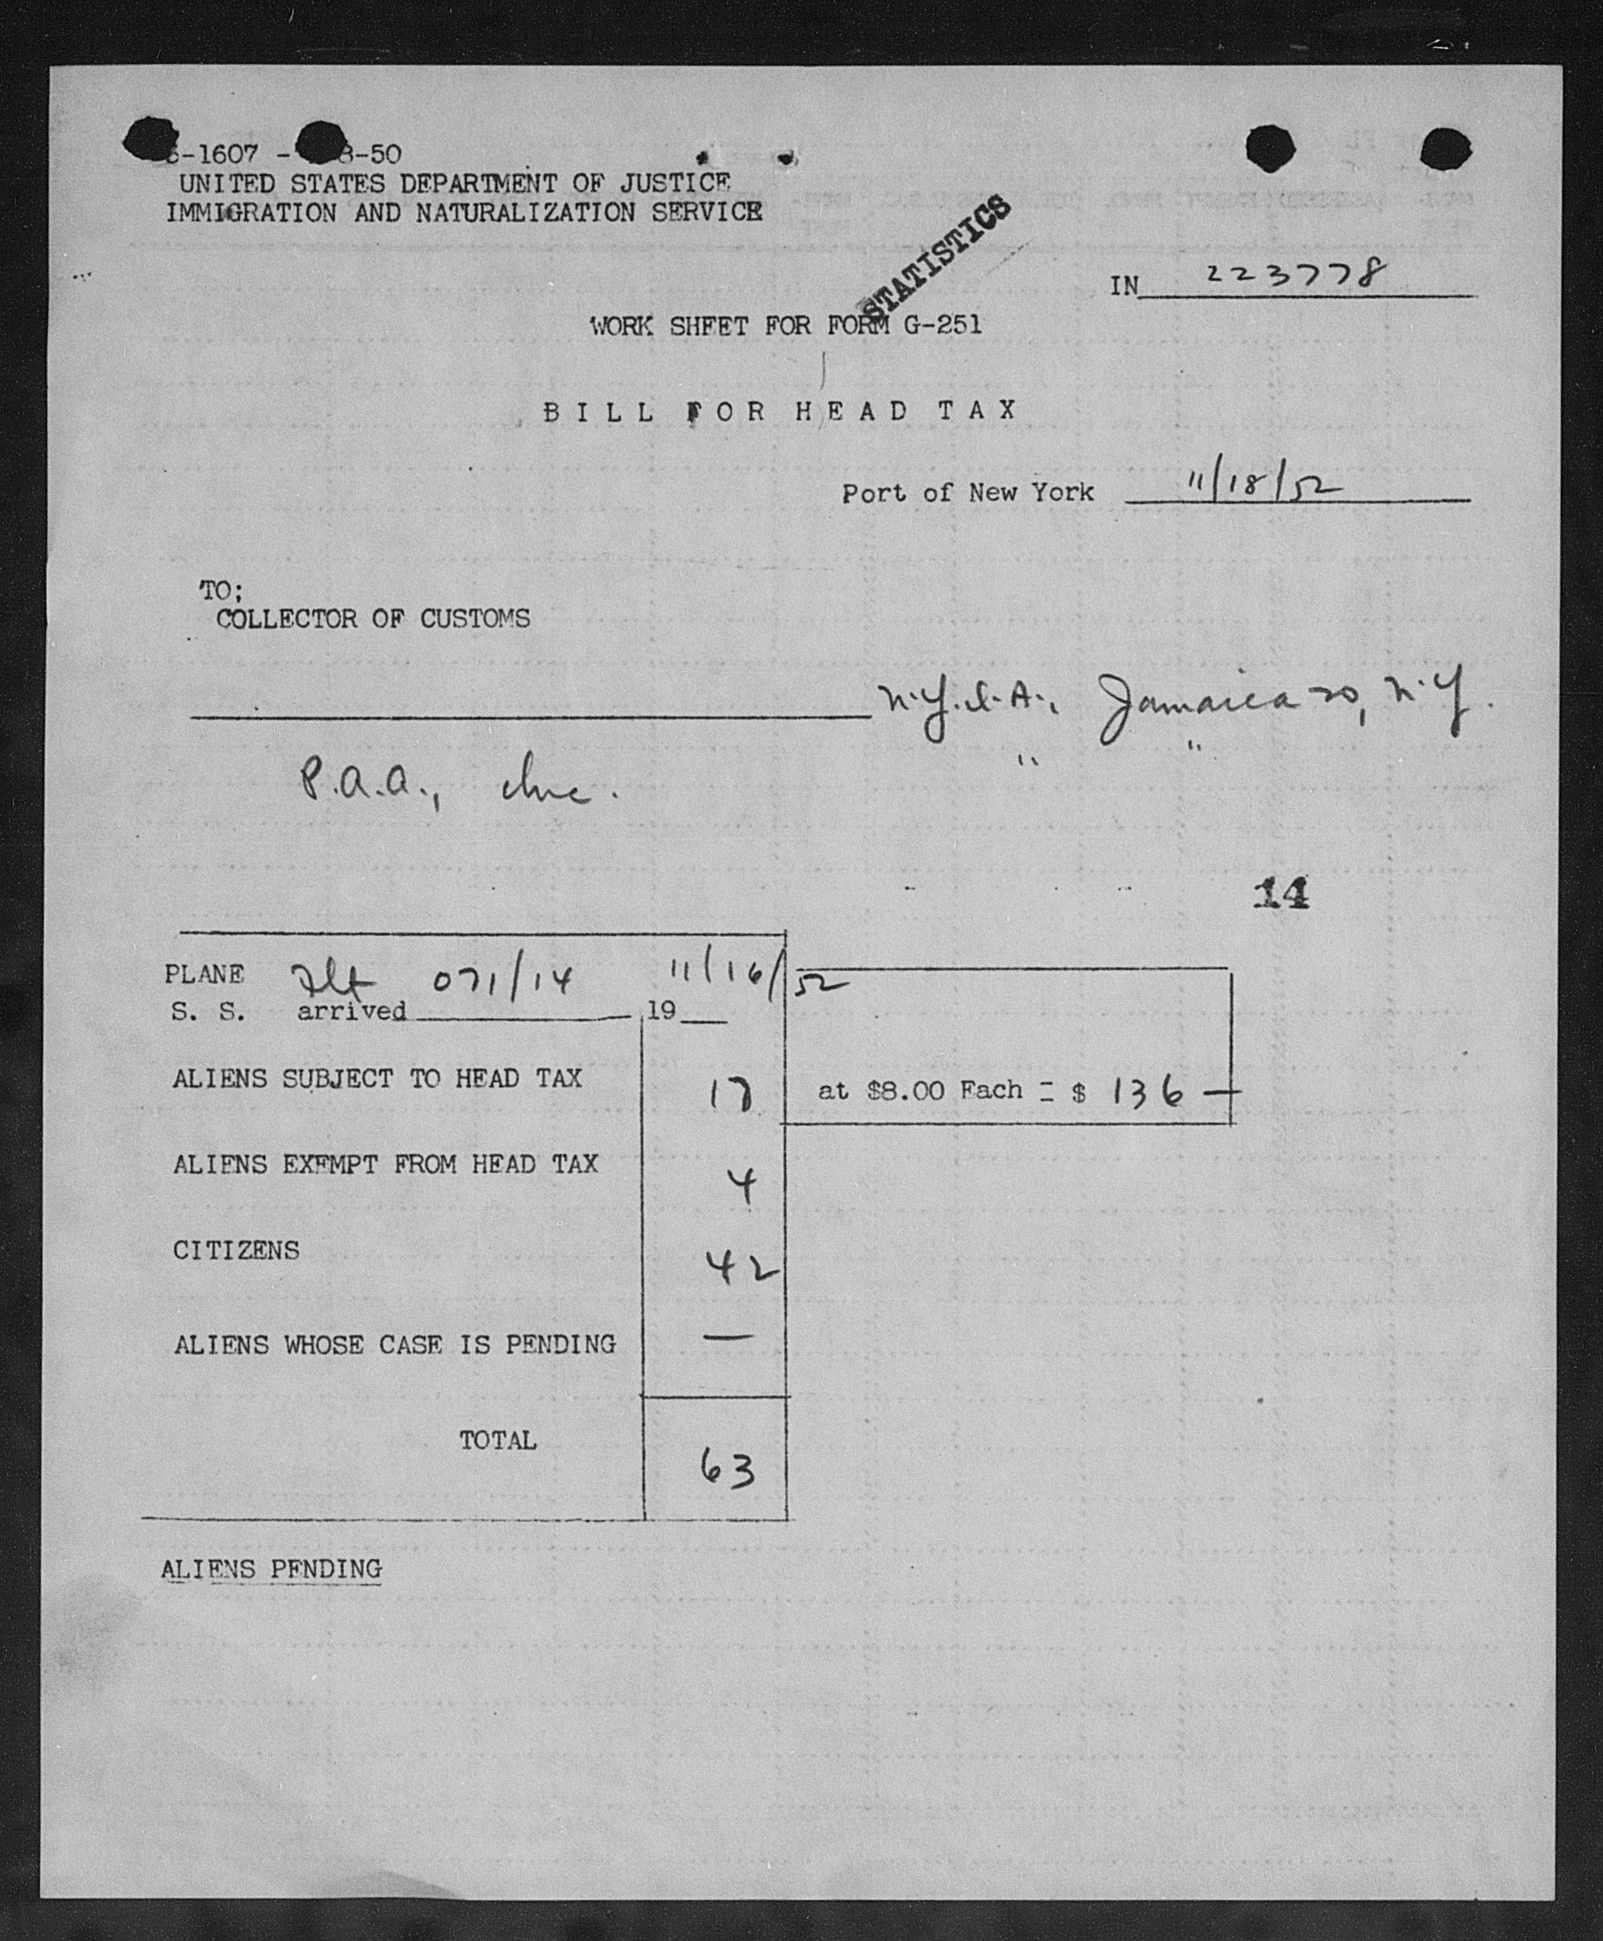 -1607 - 8-50
UNITED STATES DEPARTMENT OF JUSTICE
IMMIGRATION AND NATURALIZATION SERVICE
STATISTICS
IN 223778
WORK SHEET FOR FORM G-251
BILL FOR HEAD TAX
Port of New York 11/18/52
TO;
COLLECTOR OF CUSTOMS
N.Y.I.A., Jamaica 30, N.Y.
P.A.A., Inc. " "
14
PLANE Flt 071/14 11/16/52
S. S. arrived 19
ALIENS SUBJECT TO HEAD TAX 17 at $8.00 Each = $ 136 —
ALIENS EXEMPT FROM HEAD TAX 4
CITIZENS 42
ALIENS WHOSE CASE IS PENDING —
TOTAL 63
ALIENS PENDING